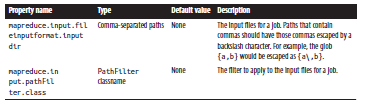 Property name Type Default value Description
mapreduce.input.fil Comma-separated paths None The input files for a job. Paths that contain
einputformat.input commas should have those commas escaped by a
dir backslash character. For example, the glob
{a,b} would be escaped as {a\,b}.
mapreduce.in PathFilter None The filter to apply to the input files for a job.
put.pathFil classname
ter.class